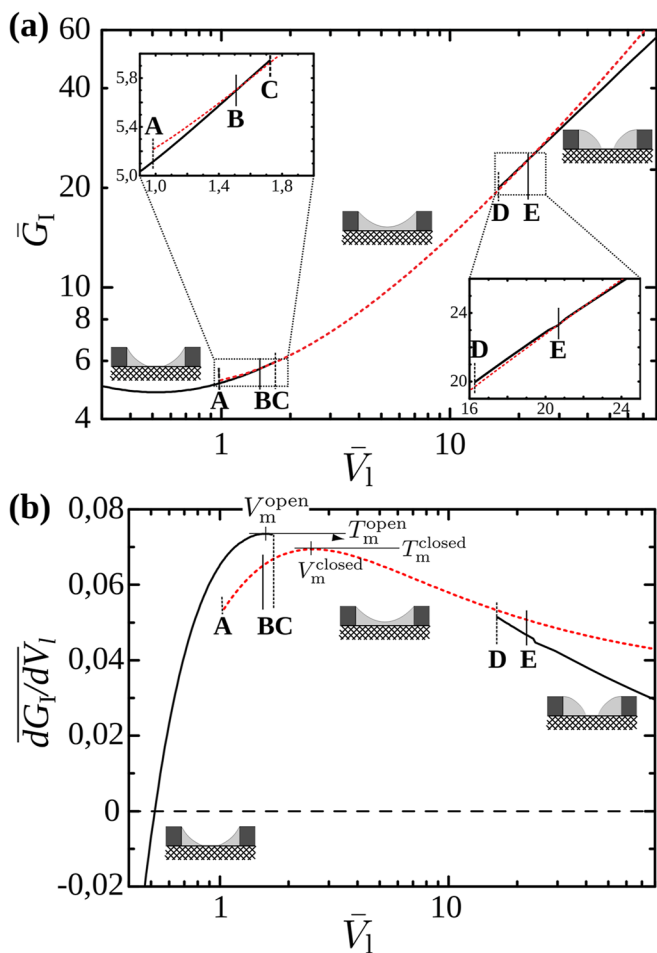 (a)
60
40
20
10
8
6
4
G̅_I
5,8
5,4
5,0
1,0
1,4
1,8
A
B
C
A
BC
D
E
24
20
16
20
24
D
E
1
10
V̅_l
(b)
0,08
0,06
0,04
0,02
0
-0,02
dG_I/dV_l
V_m^open
T_m^open
T_m^closed
V_m^closed
A
BC
D
E
1
10
V̅_l